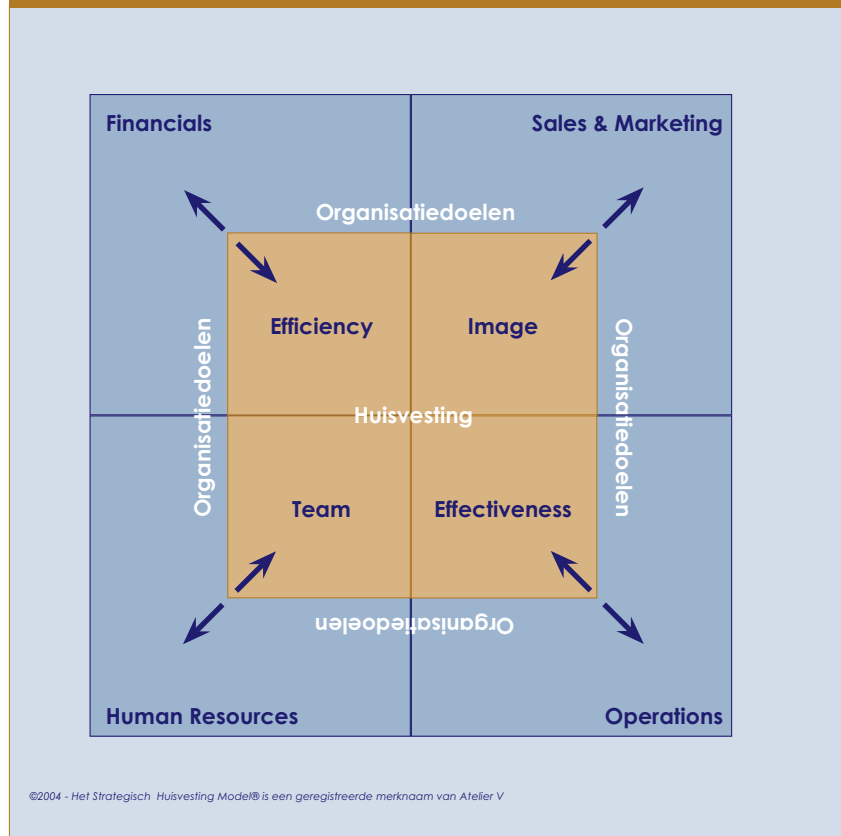 Financials
Sales & Marketing
Organisatiedoelen
Efficiency
Image
Organisatiedoelen
Organisatiedoelen
Huisvesting
Team
Effectiveness
Organisatiedoelen
Human Resources
Operations
©2004 - Het Strategisch Huisvesting Model® is een geregistreerde merknaam van Atelier V